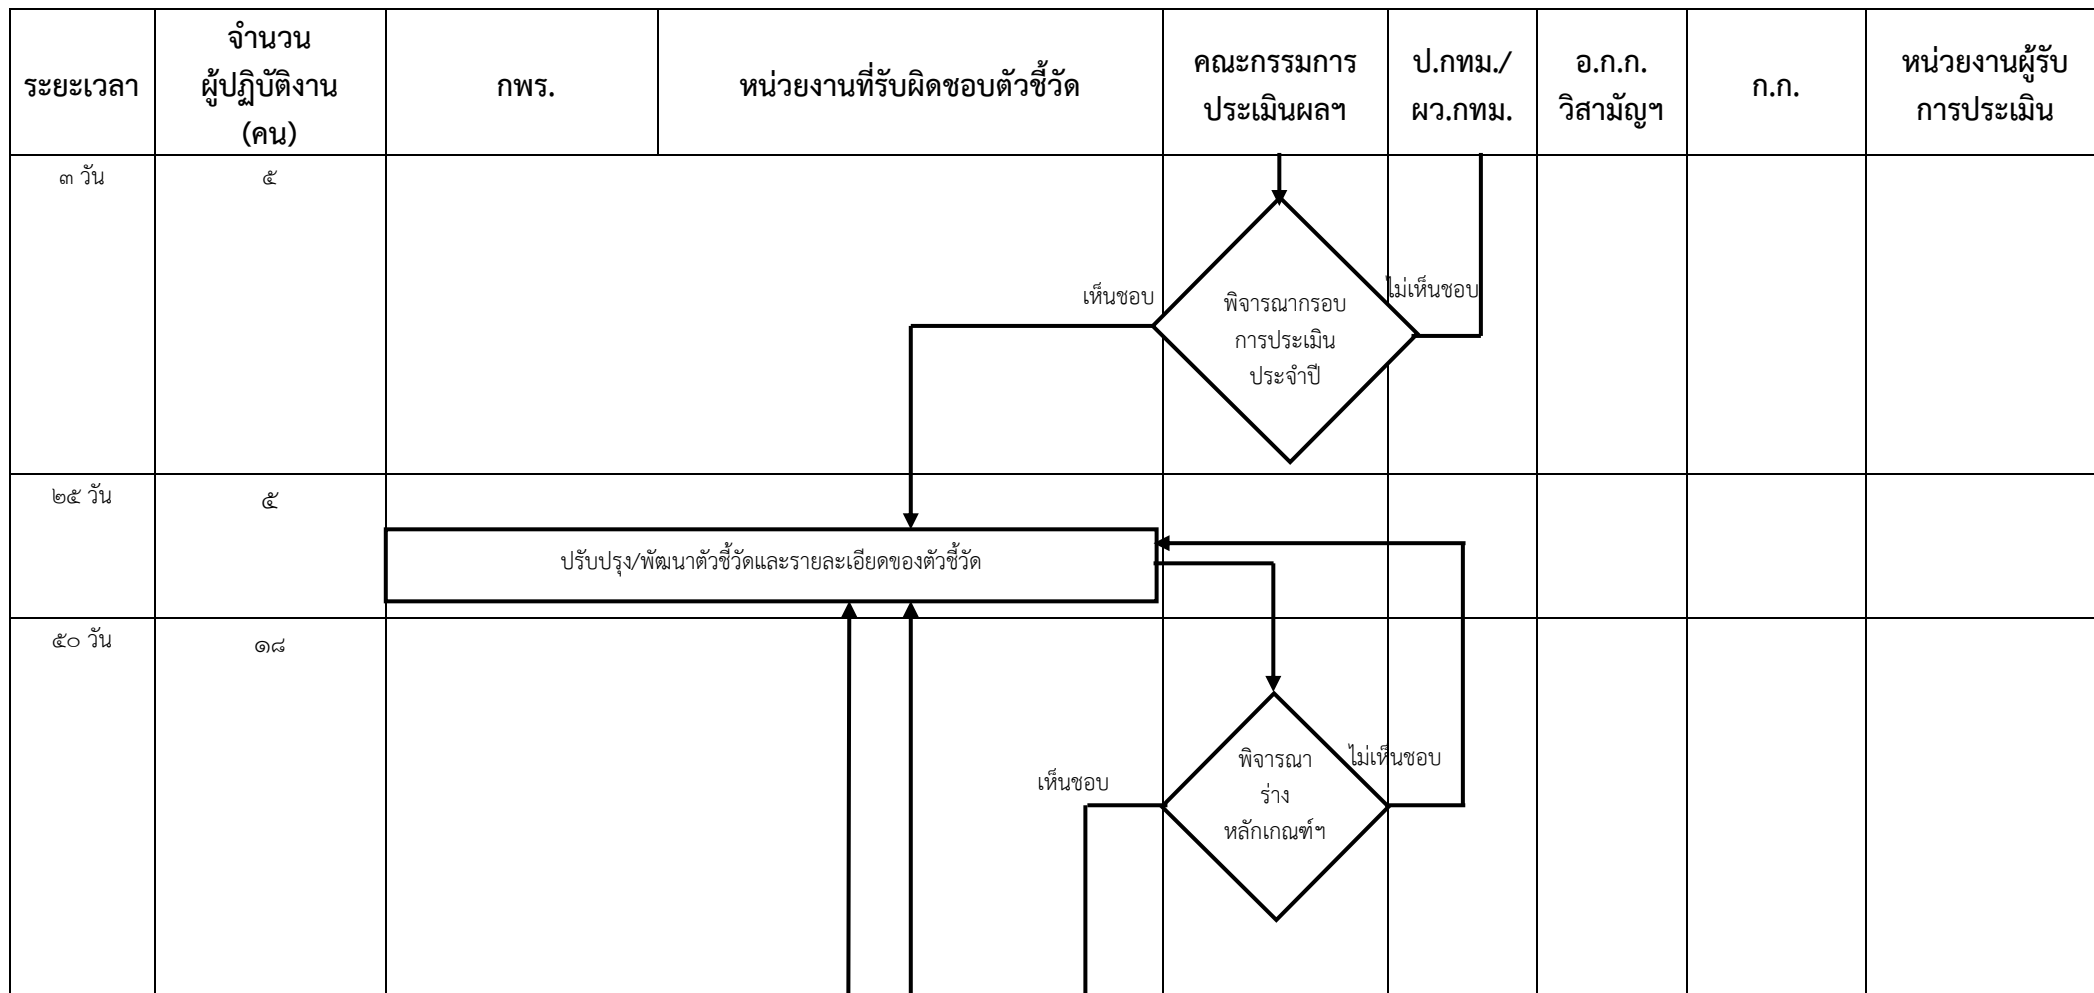 ระยะเวลา
จำนวน
ผู้ปฏิบัติงาน
(คน)
กพร.
หน่วยงานที่รับผิดชอบตัวชี้วัด
คณะกรรมการ
ประเมินผลฯ
ป.กทม./
ผว.กทม.
อ.ก.ก.
วิสามัญฯ
ก.ก.
หน่วยงานผู้รับ
การประเมิน
๓ วัน
๕
เห็นชอบ
พิจารณากรอบ
การประเมิน
ประจำปี
ไม่เห็นชอบ
๒๕ วัน
๕
ปรับปรุง/พัฒนาตัวชี้วัดและรายละเอียดของตัวชี้วัด
๕๐ วัน
๑๘
เห็นชอบ
พิจารณา
ร่าง
หลักเกณฑ์ฯ
ไม่เห็นชอบ